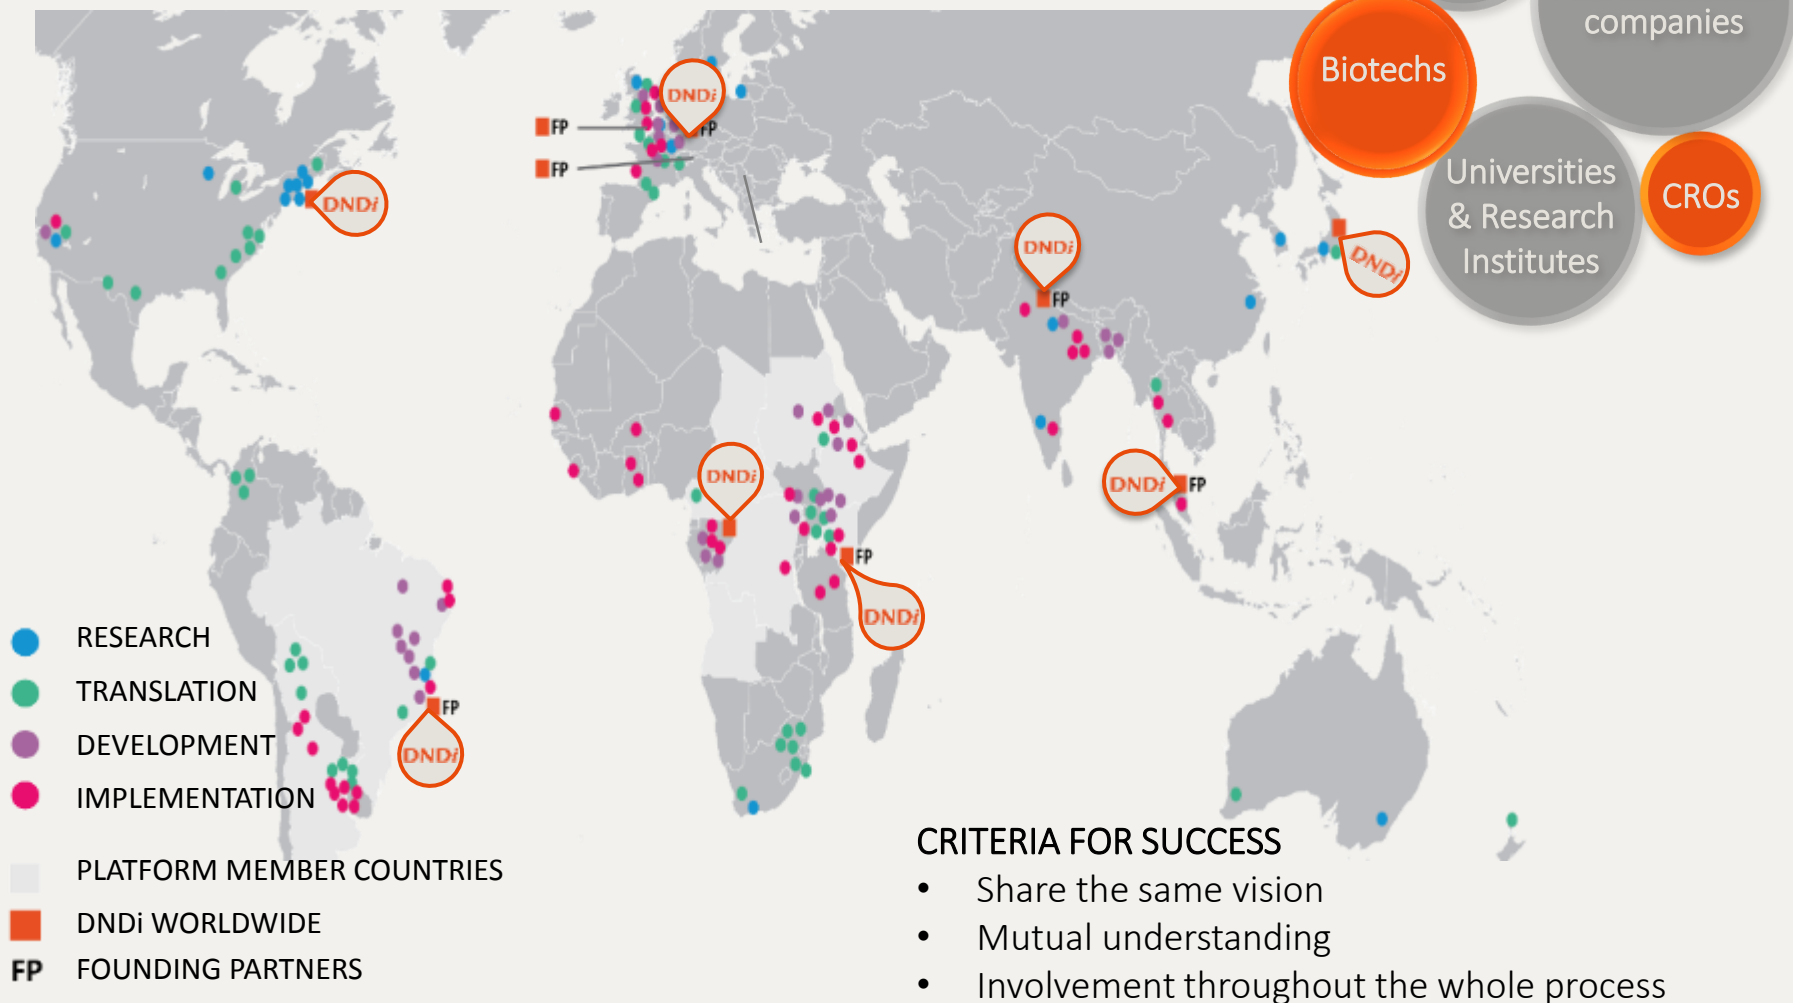 companies
Biotechs
Universities
& Research
Institutes
CROs
DNDi
FP
FP
FP
DNDi
DNDi
FP
DNDi
DNDi
DNDi
FP
DNDi
FP
DNDi
FP
RESEARCH
TRANSLATION
DEVELOPMENT
IMPLEMENTATION
PLATFORM MEMBER COUNTRIES
DNDi WORLDWIDE
FP FOUNDING PARTNERS
CRITERIA FOR SUCCESS
• Share the same vision
• Mutual understanding
• Involvement throughout the whole process